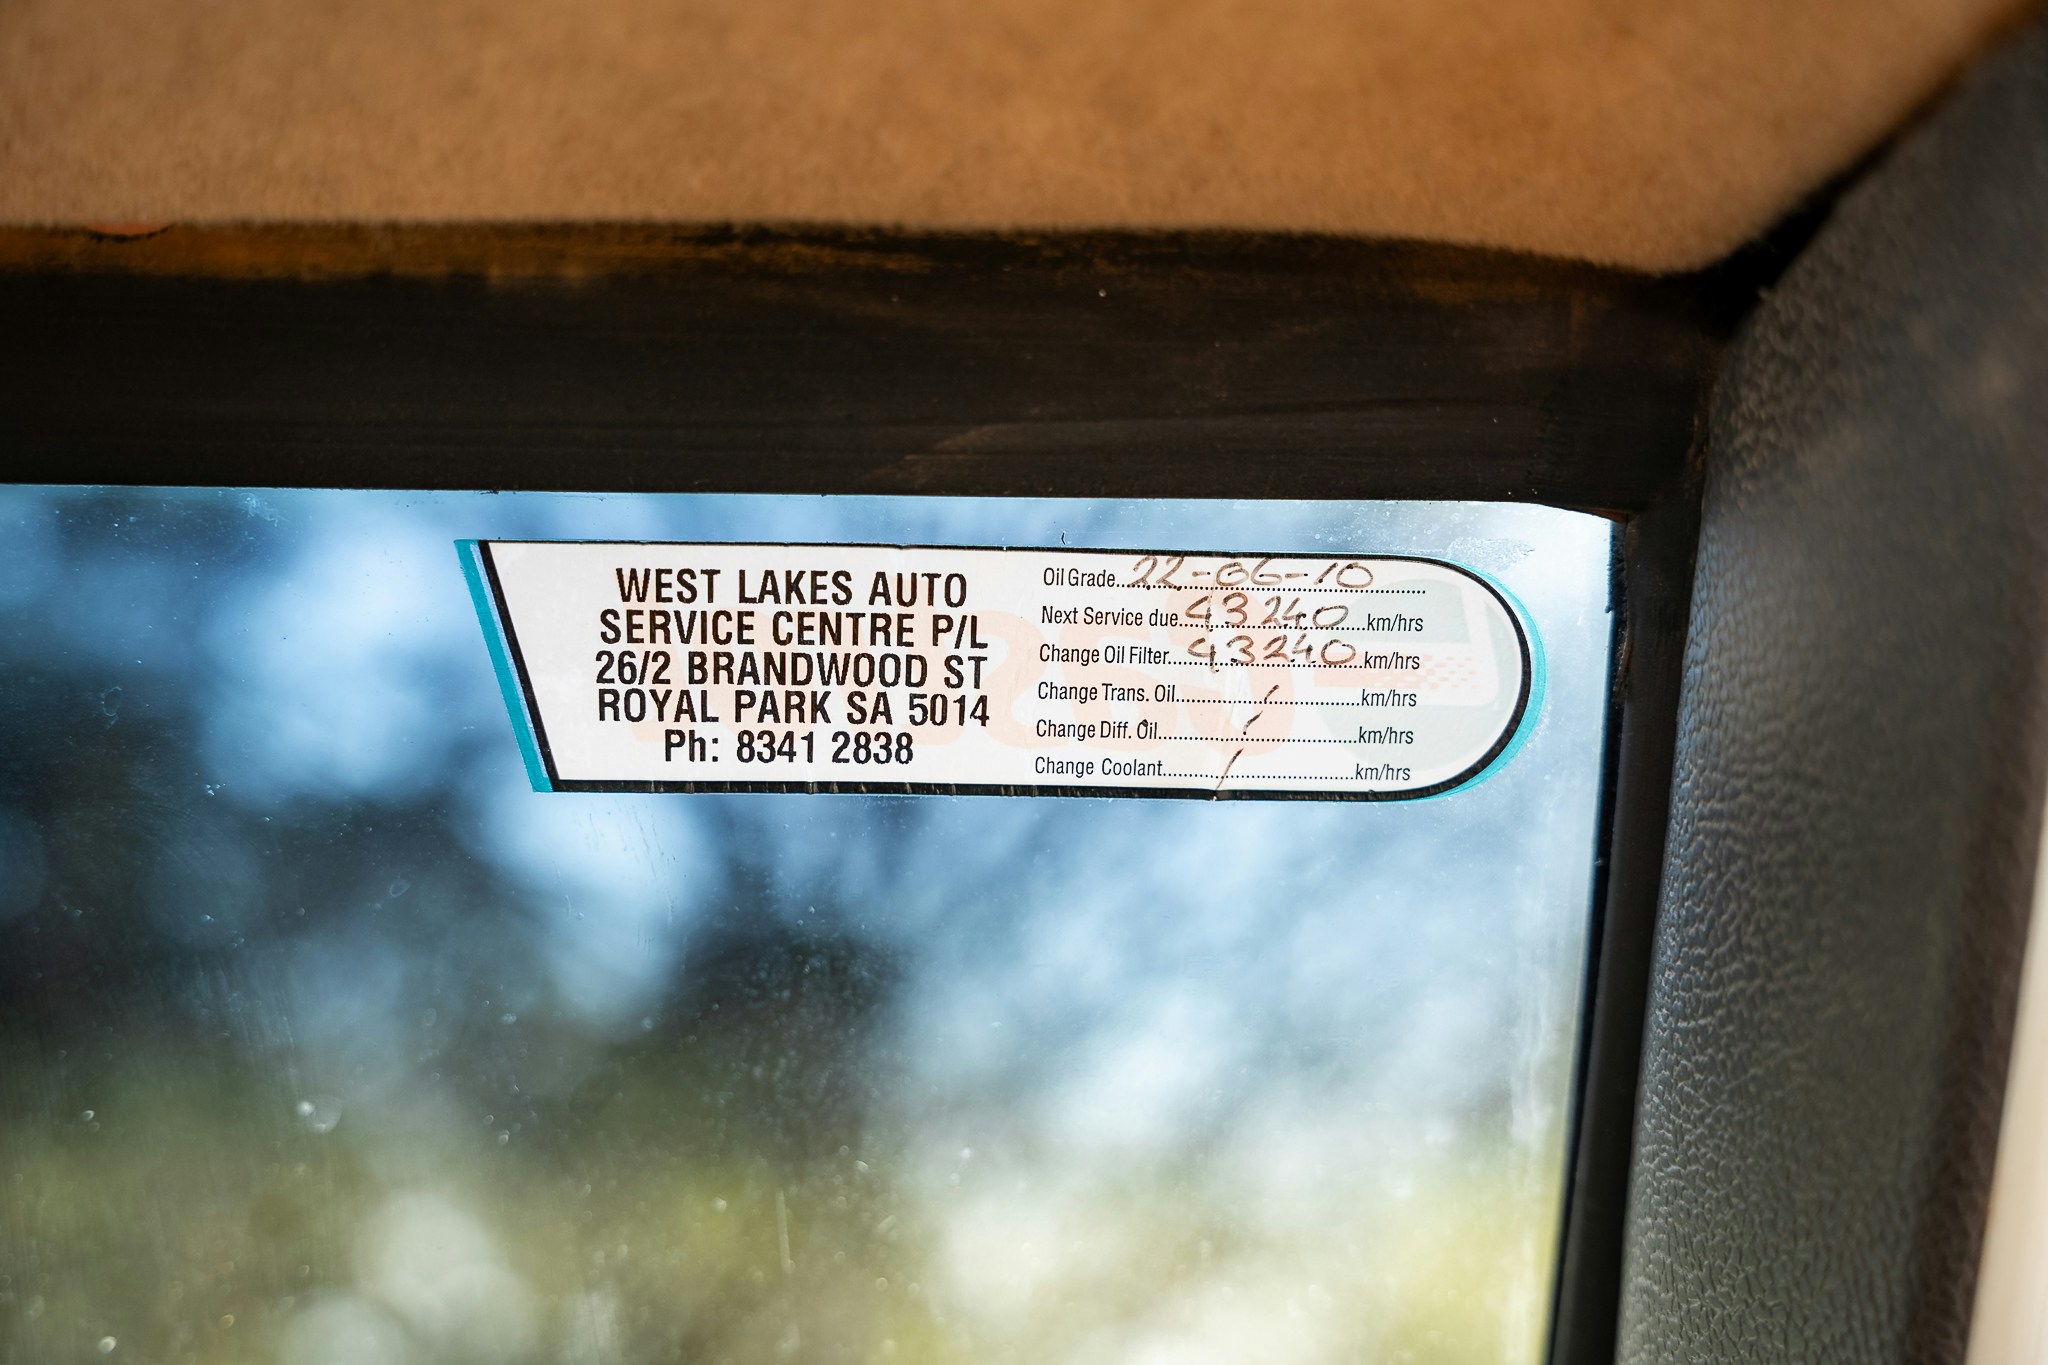 WEST LAKES AUTO
SERVICE CENTRE P/L
26/2 BRANDWOOD ST
ROYAL PARK SA 5014
Ph: 8341 2838
Oil Grade...22-06-10
Next Service due...93240...km/hrs
Change Oil Filter...93240...km/hrs
Change Trans. Oil.../...km/hrs
Change Diff. Oil.../...km/hrs
Change Coolant.../...km/hrs